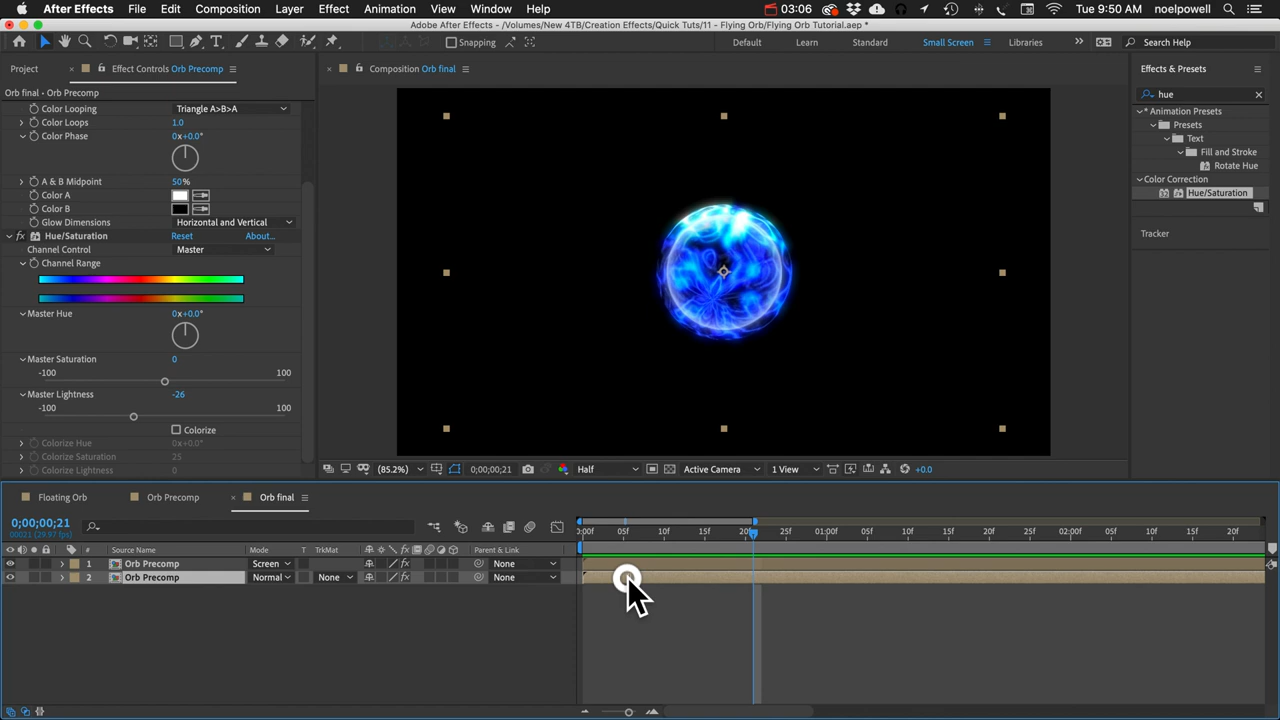 After Effects File Edit Composition Layer Effect Animation View Window Help 03:06 Tue 9:50 AM noelpowell
Adobe After Effects - /Volumes/New 4TB/Creation Effects/Quick Tuts/11 - Flying Orb/Flying Orb Tutorial.aep *
Snapping Default Learn Standard Small Screen Libraries Search Help
Project Effect Controls Orb Precomp Composition Orb final Effects & Presets
Orb final • Orb Precomp hue
Color Looping Triangle A>B>A * Animation Presets
Color Loops 1.0 Presets
Color Phase 0x+0.0° Text
Fill and Stroke
Rotate Hue
A & B Midpoint 50% Color Correction
Color A Hue/Saturation
Color B
Glow Dimensions Horizontal and Vertical
fx Hue/Saturation Reset About... Tracker
Channel Control Master
Channel Range
Master Hue 0x+0.0°
Master Saturation 0
-100 100
Master Lightness -26
-100 100
Colorize
Colorize Hue 0x+0.0°
Colorize Saturation 25
Colorize Lightness 0
(85.2%) 0;00;00;21 Half Active Camera 1 View +0.0
Floating Orb Orb Precomp Orb final
0;00;00;21
00021 (29.97 fps) 0:00f 05f 10f 15f 20f 25f 01:00f 05f 10f 15f 20f 25f 02:00f 05f 10f 15f 20f
# Source Name Mode T TrkMat fx Parent & Link
1 Orb Precomp Screen fx None
2 Orb Precomp Normal None fx None